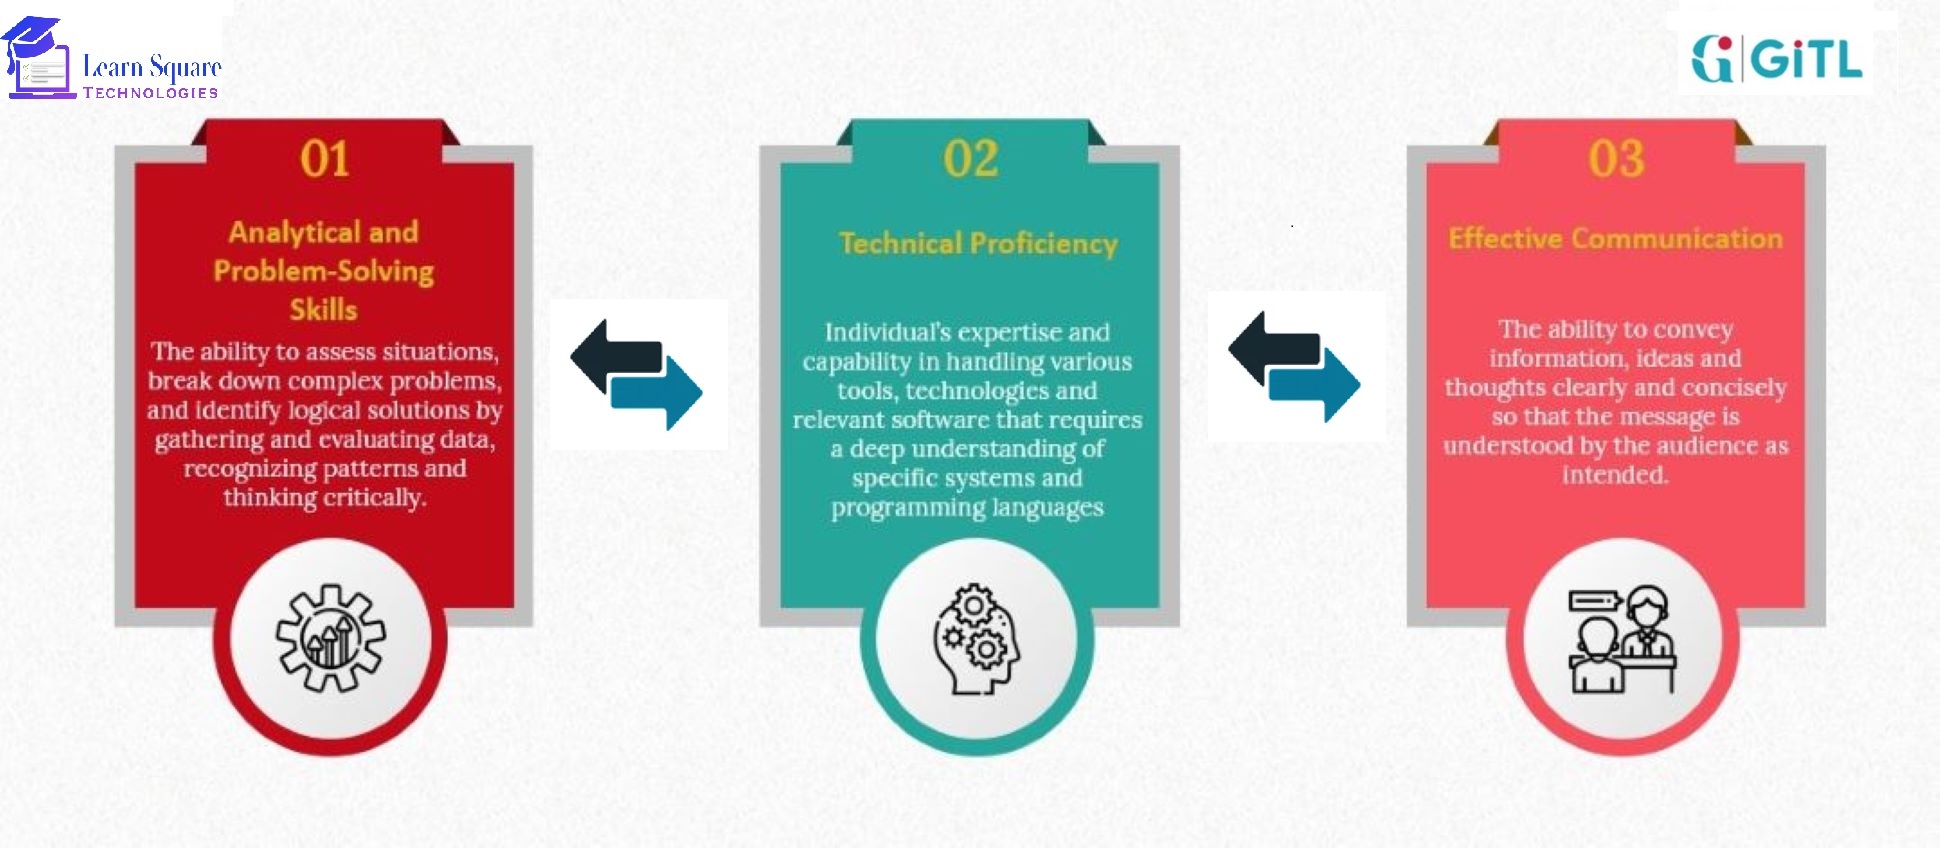 Learn Square
TECHNOLOGIES
GiTL
01
Analytical and
Problem-Solving
Skills
The ability to assess situations,
break down complex problems,
and identify logical solutions by
gathering and evaluating data,
recognizing patterns and
thinking critically.
02
Technical Proficiency
Individual's expertise and
capability in handling various
tools, technologies and
relevant software that requires
a deep understanding of
specific systems and
programming languages
03
Effective Communication
The ability to convey
information, ideas and
thoughts clearly and concisely
so that the message is
understood by the audience as
intended.